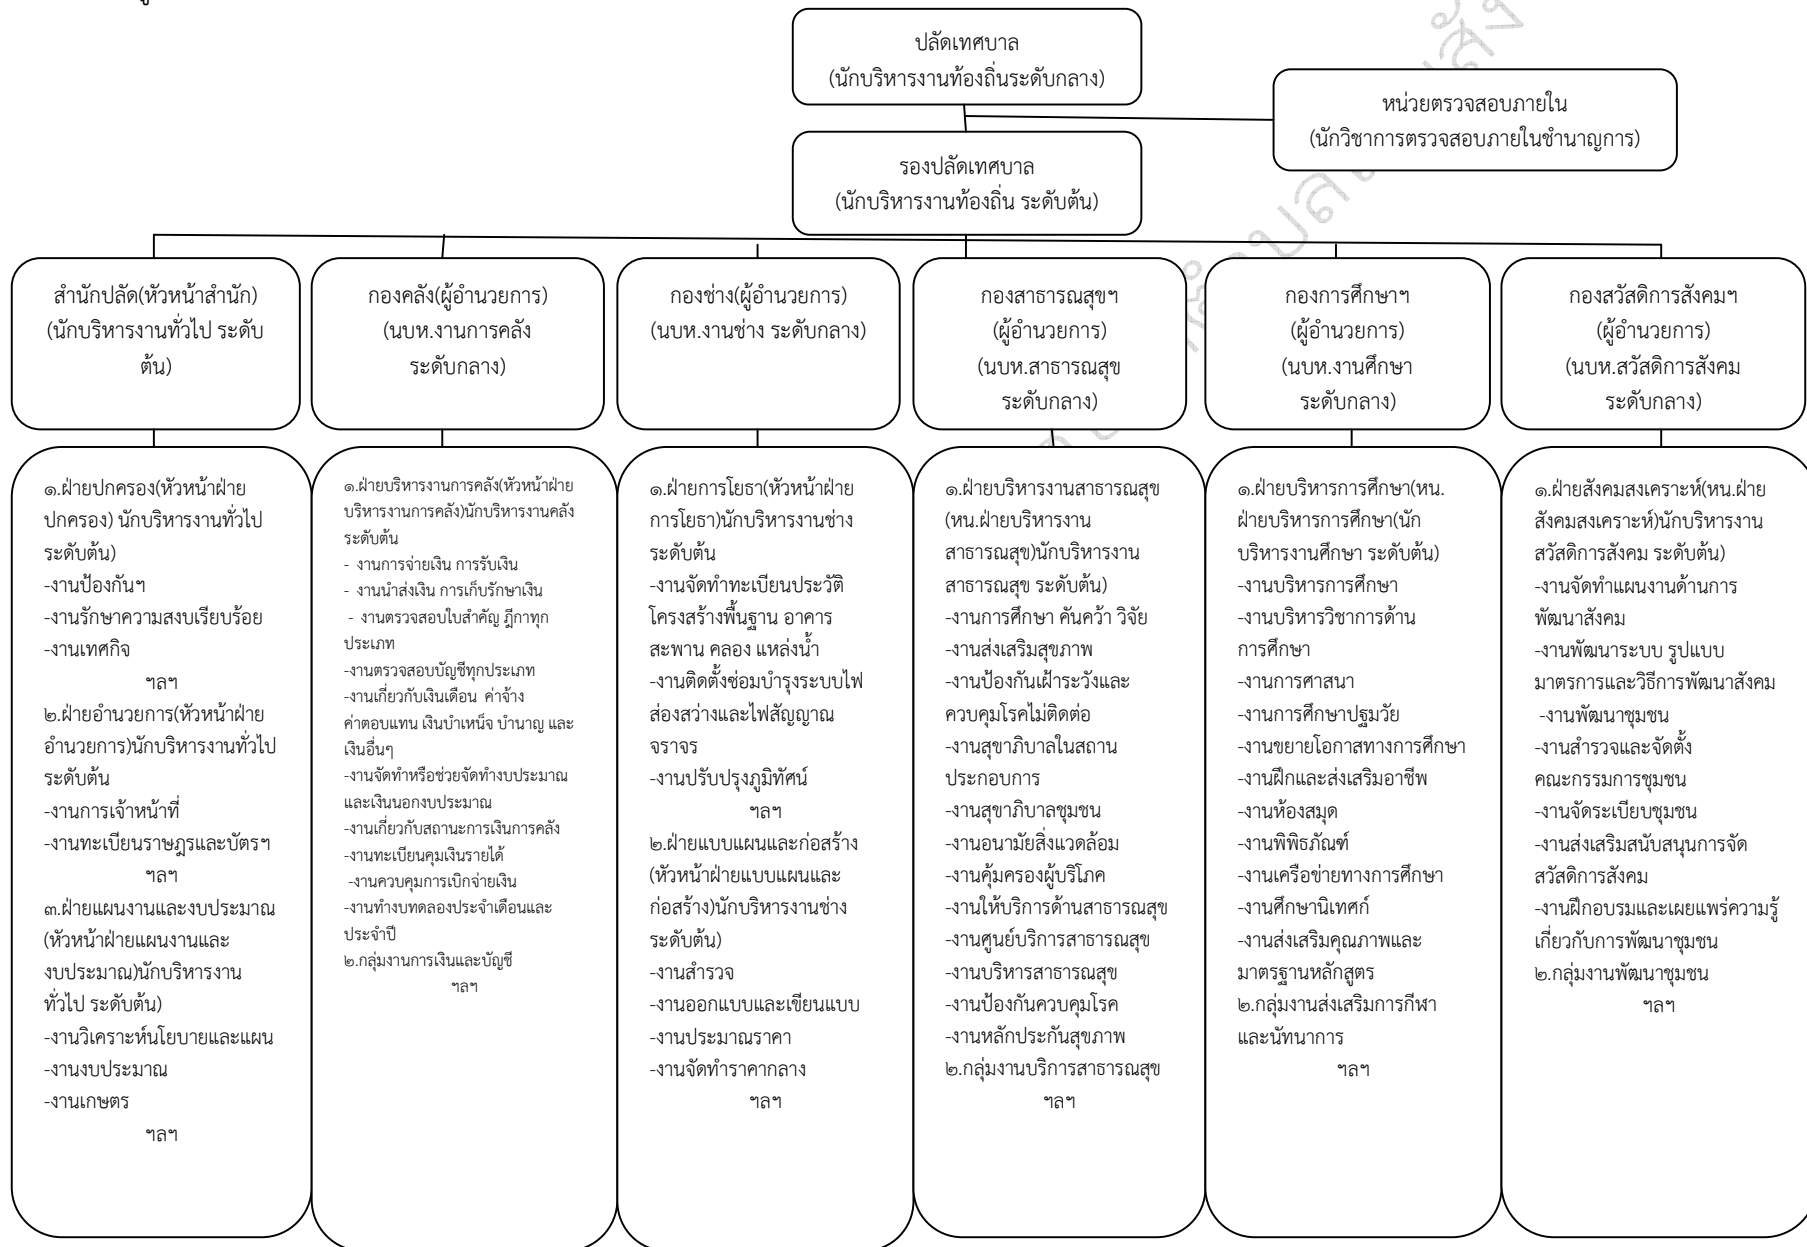 ปลัดเทศบาล
(นักบริหารงานท้องถิ่นระดับกลาง)
หน่วยตรวจสอบภายใน
(นักวิชาการตรวจสอบภายในชำนาญการ)
รองปลัดเทศบาล
(นักบริหารงานท้องถิ่น ระดับต้น)
สำนักปลัด(หัวหน้าสำนัก)
(นักบริหารงานทั่วไป ระดับ
ต้น)
กองคลัง(ผู้อำนวยการ)
(นบห.งานการคลัง
ระดับกลาง)
กองช่าง(ผู้อำนวยการ)
(นบห.งานช่าง ระดับกลาง)
กองสาธารณสุขฯ
(ผู้อำนวยการ)
(นบห.สาธารณสุข
ระดับกลาง)
กองการศึกษาฯ
(ผู้อำนวยการ)
(นบห.งานศึกษา
ระดับกลาง)
กองสวัสดิการสังคมฯ
(ผู้อำนวยการ)
(นบห.สวัสดิการสังคม
ระดับกลาง)
๑.ฝ่ายปกครอง(หัวหน้าฝ่าย
ปกครอง) นักบริหารงานทั่วไป
ระดับต้น)
-งานป้องกันฯ
-งานรักษาความสงบเรียบร้อย
-งานเทศกิจ
ฯลฯ
๒.ฝ่ายอำนวยการ(หัวหน้าฝ่าย
อำนวยการ)นักบริหารงานทั่วไป
ระดับต้น
-งานการเจ้าหน้าที่
-งานทะเบียนราษฎรและบัตรฯ
ฯลฯ
๓.ฝ่ายแผนงานและงบประมาณ
(หัวหน้าฝ่ายแผนงานและ
งบประมาณ)นักบริหารงาน
ทั่วไป ระดับต้น)
-งานวิเคราะห์นโยบายและแผน
-งานงบประมาณ
-งานเกษตร
ฯลฯ
๑.ฝ่ายบริหารงานการคลัง(หัวหน้าฝ่าย
บริหารงานการคลัง)นักบริหารงานคลัง
ระดับต้น
- งานการจ่ายเงิน การรับเงิน
- งานนำส่งเงิน การเก็บรักษาเงิน
- งานตรวจสอบใบสำคัญ ฎีกาทุก
ประเภท
-งานตรวจสอบบัญชีทุกประเภท
-งานเกี่ยวกับเงินเดือน ค่าจ้าง
ค่าตอบแทน เงินบำเหน็จ บำนาญ และ
เงินอื่นๆ
-งานจัดทำหรือช่วยจัดทำงบประมาณ
และเงินนอกงบประมาณ
-งานเกี่ยวกับสถานะการเงินการคลัง
-งานทะเบียนคุมเงินรายได้
-งานควบคุมการเบิกจ่ายเงิน
-งานทำงบทดลองประจำเดือนและ
ประจำปี
๒.กลุ่มงานการเงินและบัญชี
ฯลฯ
๑.ฝ่ายการโยธา(หัวหน้าฝ่าย
การโยธา)นักบริหารงานช่าง
ระดับต้น
-งานจัดทำทะเบียนประวัติ
โครงสร้างพื้นฐาน อาคาร
สะพาน คลอง แหล่งน้ำ
-งานติดตั้งซ่อมบำรุงระบบไฟ
ส่องสว่างและไฟสัญญาณ
จราจร
-งานปรับปรุงภูมิทัศน์
ฯลฯ
๒.ฝ่ายแบบแผนและก่อสร้าง
(หัวหน้าฝ่ายแบบแผนและ
ก่อสร้าง)นักบริหารงานช่าง
ระดับต้น)
-งานสำรวจ
-งานออกแบบและเขียนแบบ
-งานประมาณราคา
-งานจัดทำราคากลาง
ฯลฯ
๑.ฝ่ายบริหารงานสาธารณสุข
(หน.ฝ่ายบริหารงาน
สาธารณสุข)นักบริหารงาน
สาธารณสุข ระดับต้น)
-งานการศึกษา คันคว้า วิจัย
-งานส่งเสริมสุขภาพ
-งานป้องกันเฝ้าระวังและ
ควบคุมโรคไม่ติดต่อ
-งานสุขาภิบาลในสถาน
ประกอบการ
-งานสุขาภิบาลชุมชน
-งานอนามัยสิ่งแวดล้อม
-งานคุ้มครองผู้บริโภค
-งานให้บริการด้านสาธารณสุข
-งานศูนย์บริการสาธารณสุข
-งานบริหารสาธารณสุข
-งานป้องกันควบคุมโรค
-งานหลักประกันสุขภาพ
๒.กลุ่มงานบริการสาธารณสุข
ฯลฯ
๑.ฝ่ายบริหารการศึกษา(หน.
ฝ่ายบริหารการศึกษา(นัก
บริหารงานศึกษา ระดับต้น)
-งานบริหารการศึกษา
-งานบริหารวิชาการด้าน
การศึกษา
-งานการศาสนา
-งานการศึกษาปฐมวัย
-งานขยายโอกาสทางการศึกษา
-งานฝึกและส่งเสริมอาชีพ
-งานห้องสมุด
-งานพิพิธภัณฑ์
-งานเครือข่ายทางการศึกษา
-งานศึกษานิเทศก์
-งานส่งเสริมคุณภาพและ
มาตรฐานหลักสูตร
๒.กลุ่มงานส่งเสริมการกีฬา
และนัทนาการ
ฯลฯ
๑.ฝ่ายสังคมสงเคราะห์(หน.ฝ่าย
สังคมสงเคราะห์)นักบริหารงาน
สวัสดิการสังคม ระดับต้น)
-งานจัดทำแผนงานด้านการ
พัฒนาสังคม
-งานพัฒนาระบบ รูปแบบ
มาตรการและวิธีการพัฒนาสังคม
-งานพัฒนาชุมชน
-งานสำรวจและจัดตั้ง
คณะกรรมการชุมชน
-งานจัดระเบียบชุมชน
-งานส่งเสริมสนับสนุนการจัด
สวัสดิการสังคม
-งานฝึกอบรมและเผยแพร่ความรู้
เกี่ยวกับการพัฒนาชุมชน
๒.กลุ่มงานพัฒนาชุมชน
ฯลฯ